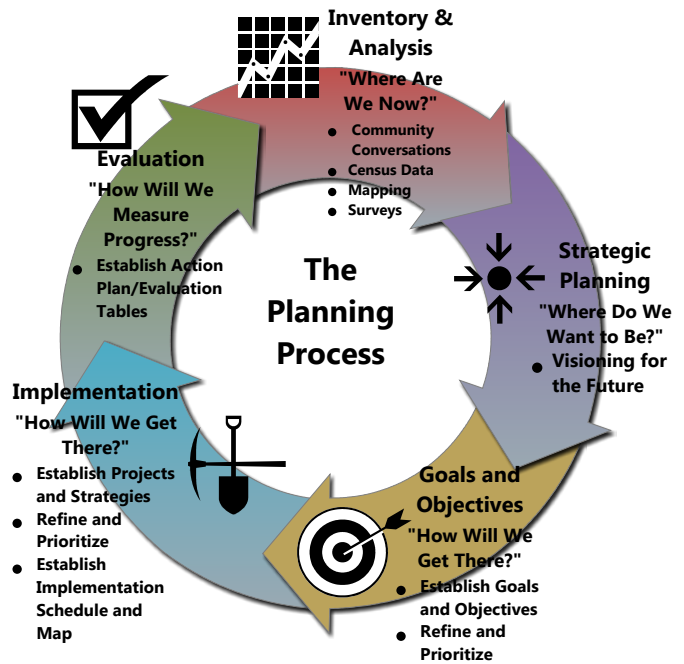 Inventory &
Analysis
"Where Are
We Now?"
● Community
Conversations
● Census Data
● Mapping
● Surveys
Strategic
Planning
"Where Do We
Want to Be?"
● Visioning for
the Future
Goals and
Objectives
"How Will We
Get There?"
● Establish Goals
and Objectives
● Refine and
Prioritize
Implementation
"How Will We Get
There?"
● Establish Projects
and Strategies
● Refine and
Prioritize
● Establish
Implementation
Schedule and
Map
Evaluation
"How Will We
Measure
Progress?"
● Establish Action
Plan/Evaluation
Tables
The
Planning
Process